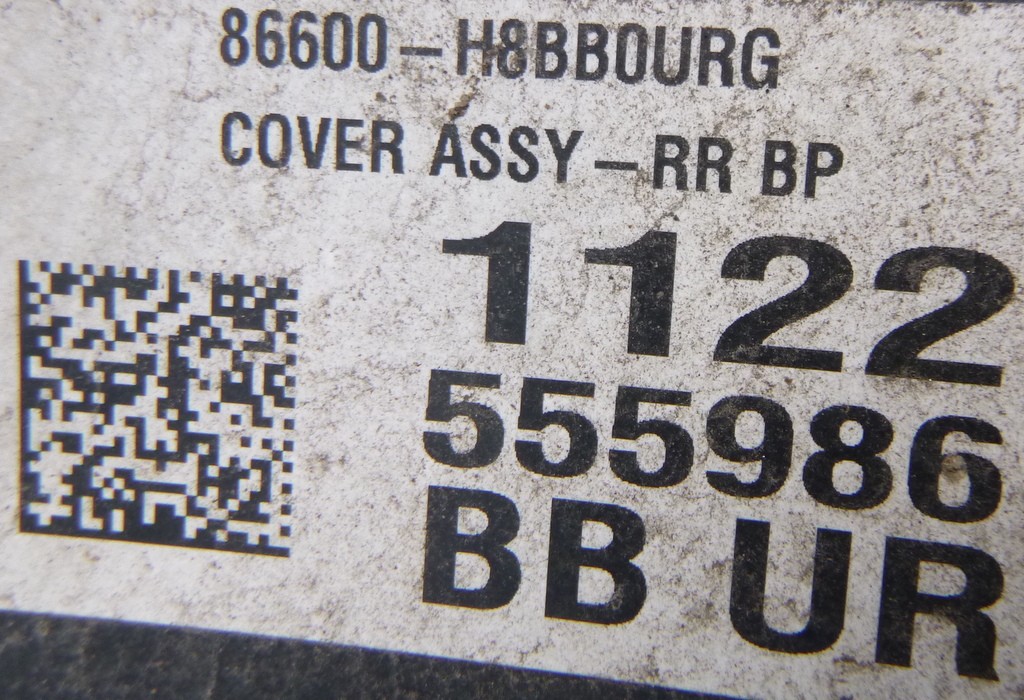 86600-H8BB0URG
COVER ASSY-RR BP
1122
555986
BB UR